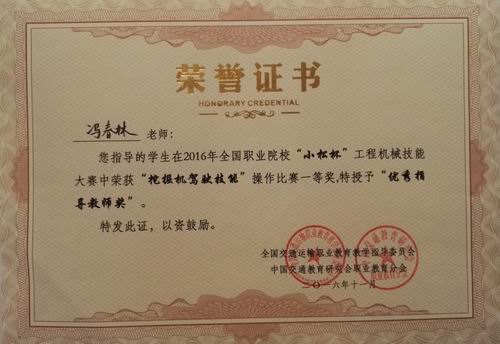 荣誉证书
HONORARY CREDENTIAL
冯春林 老师:
您指导的学生在2016年全国职业院校“小松杯”工程机械技能
大赛中荣获“挖掘机驾驶技能”操作比赛一等奖,特授予“优秀指
导教师奖”。
特发此证,以资鼓励。
全国交通运输职业教育教学指导委员会
中国交通教育研究会职业教育分会
二〇一六年十一月